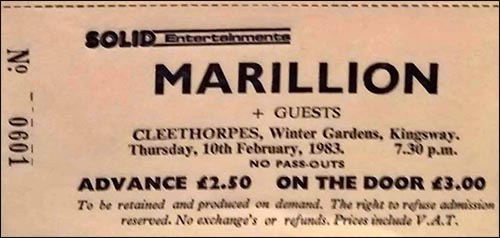 SOLID Entertainments
MARILLION
+ GUESTS
CLEETHORPES, Winter Gardens, Kingsway.
Thursday, 10th February, 1983. 7.30 p.m.
NO PASS-OUTS
ADVANCE £2.50 ON THE DOOR £3.00
To be retained and produced on demand. The right to refuse admission
reserved. No exchange's or refunds. Prices include V.A.T.
No. 0601